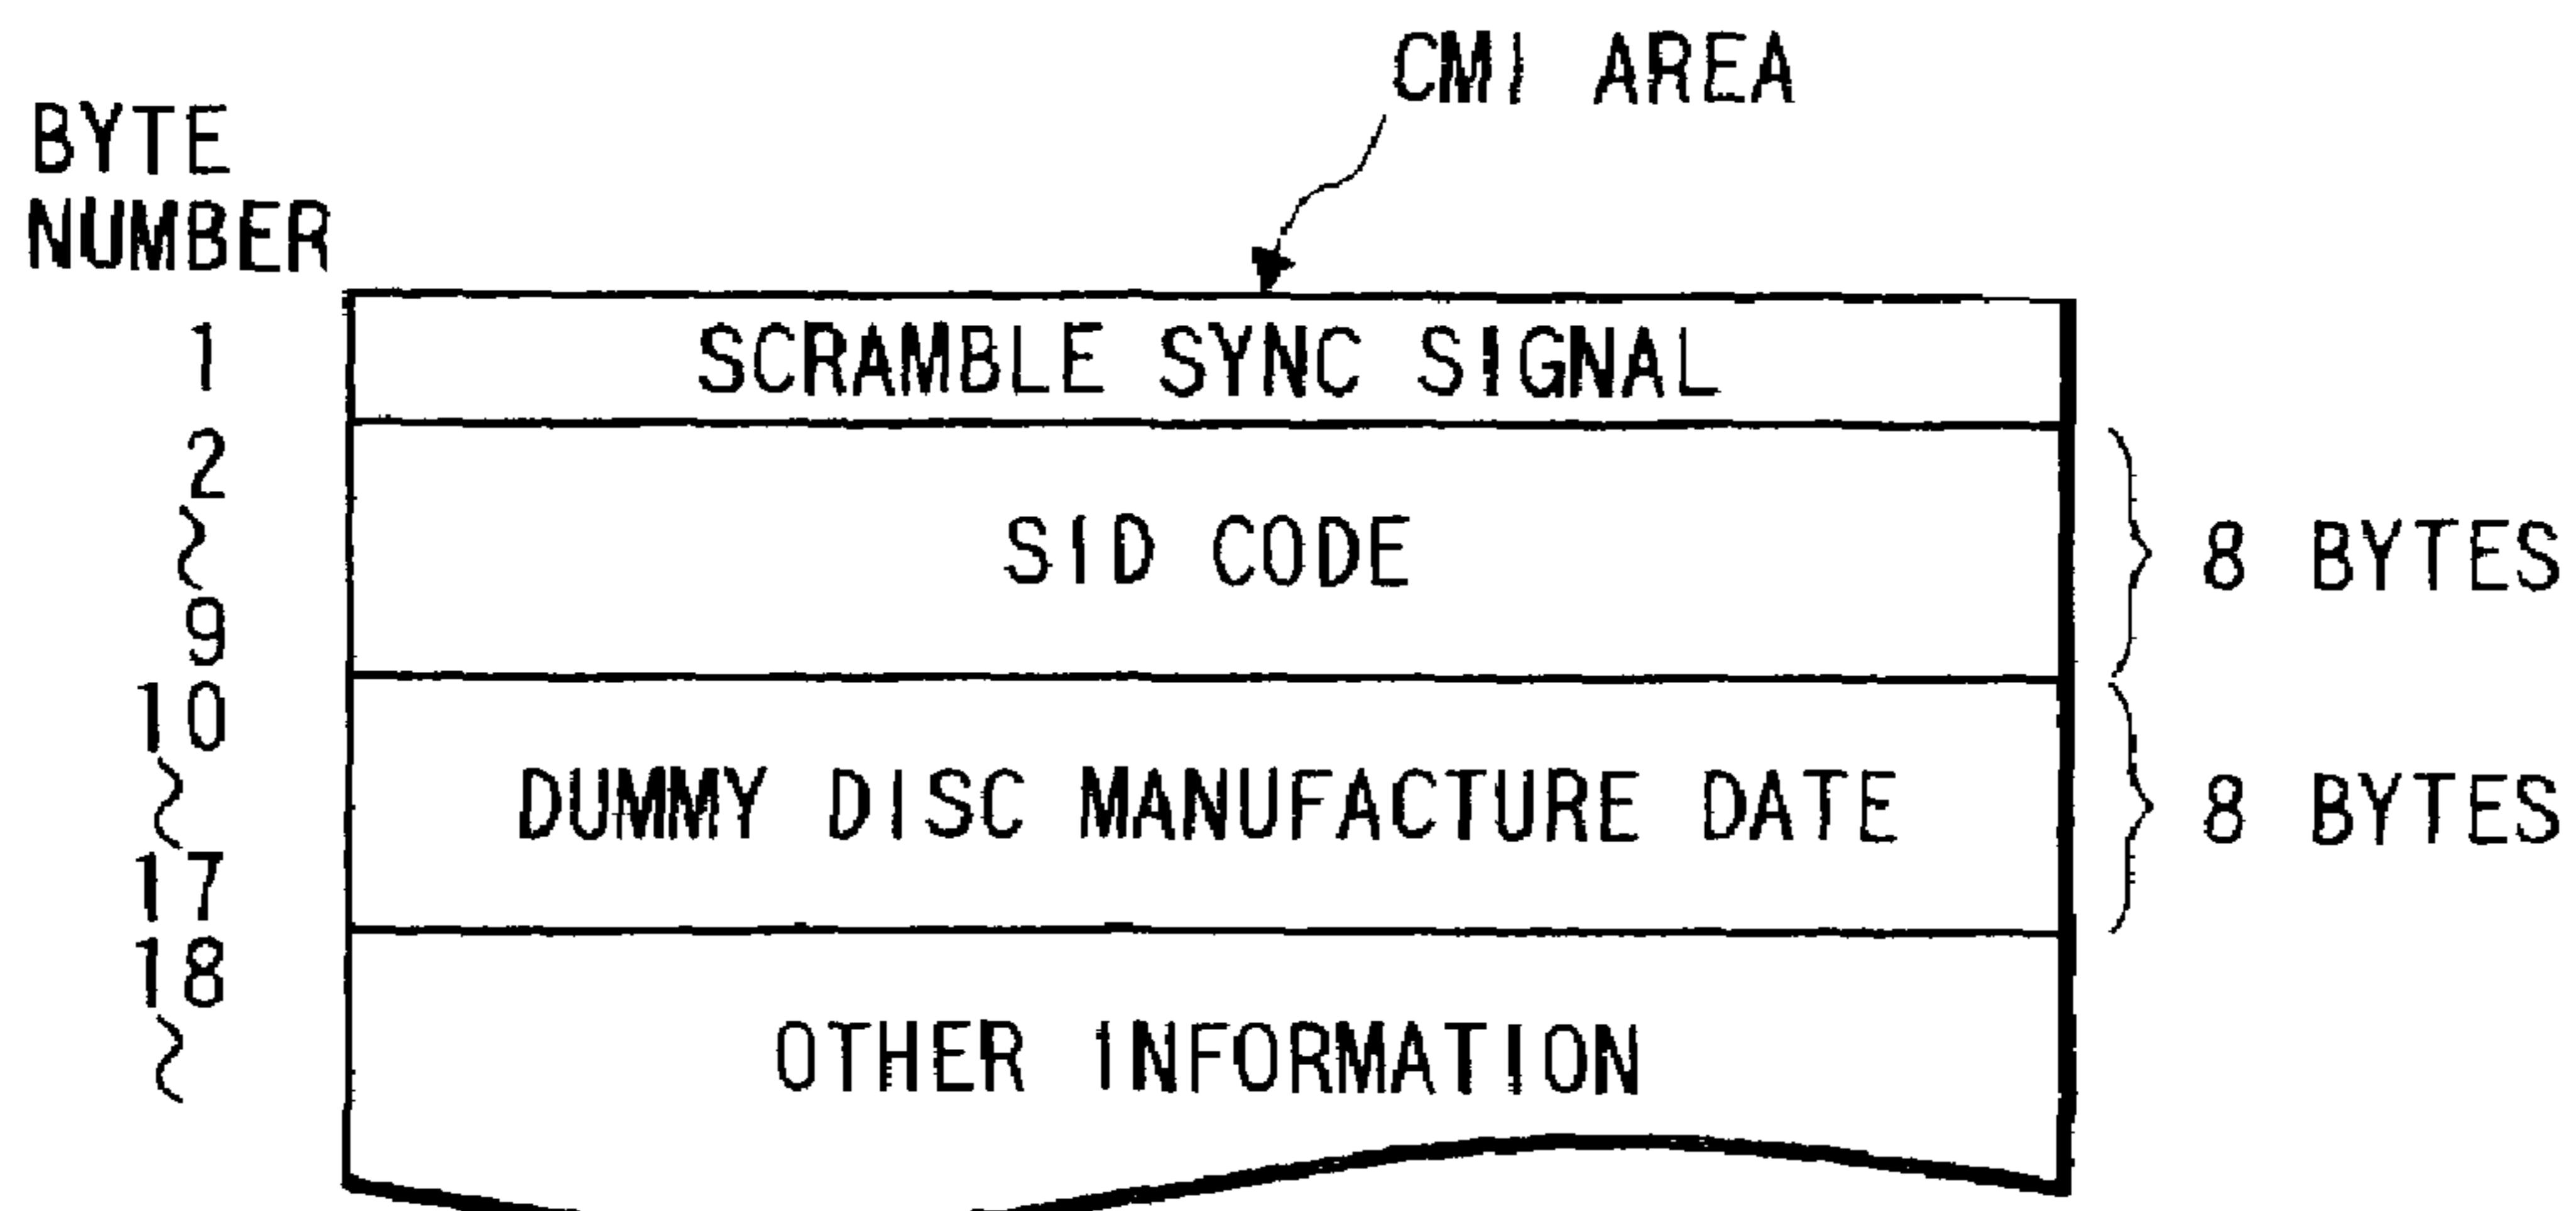 CMI AREA
BYTE
NUMBER
1
SCRAMBLE SYNC SIGNAL
2
~
9
SID CODE
8 BYTES
10
~
17
DUMMY DISC MANUFACTURE DATE
8 BYTES
18
~
OTHER INFORMATION